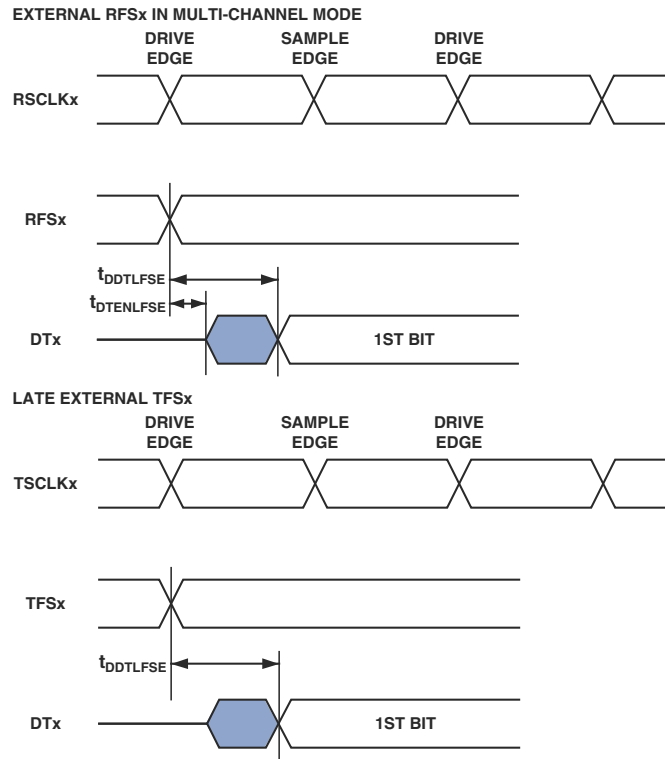 EXTERNAL RFSx IN MULTI-CHANNEL MODE
DRIVE EDGE
SAMPLE EDGE
DRIVE EDGE
RSCLKx
RFSx
tDDTLFSE
tDTENLFSE
DTx
1ST BIT
LATE EXTERNAL TFSx
DRIVE EDGE
SAMPLE EDGE
DRIVE EDGE
TSCLKx
TFSx
tDDTLFSE
DTx
1ST BIT